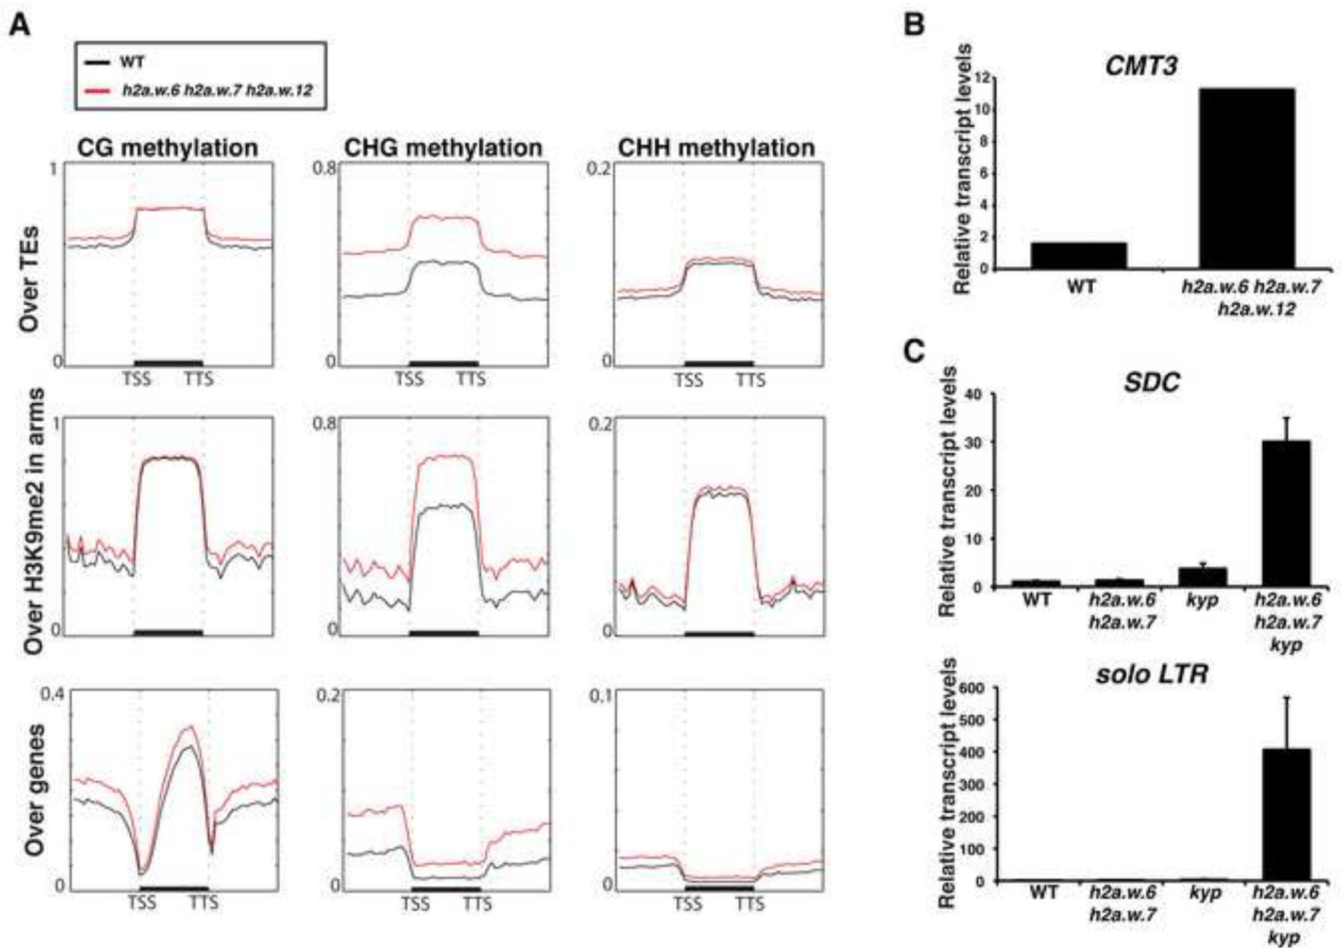 A
WT
h2a.w.6 h2a.w.7 h2a.w.12
CG methylation
CHG methylation
CHH methylation
Over TEs
1
0
TSS TTS
0.8
0
TSS TTS
0.2
0
TSS TTS
Over H3K9me2 in arms
1
0
0.8
0
0.2
0
Over genes
0.4
0
TSS TTS
0.2
0
TSS TTS
0.1
0
TSS TTS
B
CMT3
Relative transcript levels
12
10
8
6
4
2
0
WT
h2a.w.6 h2a.w.7
h2a.w.12
C
SDC
Relative transcript levels
40
30
20
10
0
WT
h2a.w.6
h2a.w.7
kyp
h2a.w.6
h2a.w.7
kyp
solo LTR
Relative transcript levels
600
500
400
300
200
100
0
WT
h2a.w.6
h2a.w.7
kyp
h2a.w.6
h2a.w.7
kyp